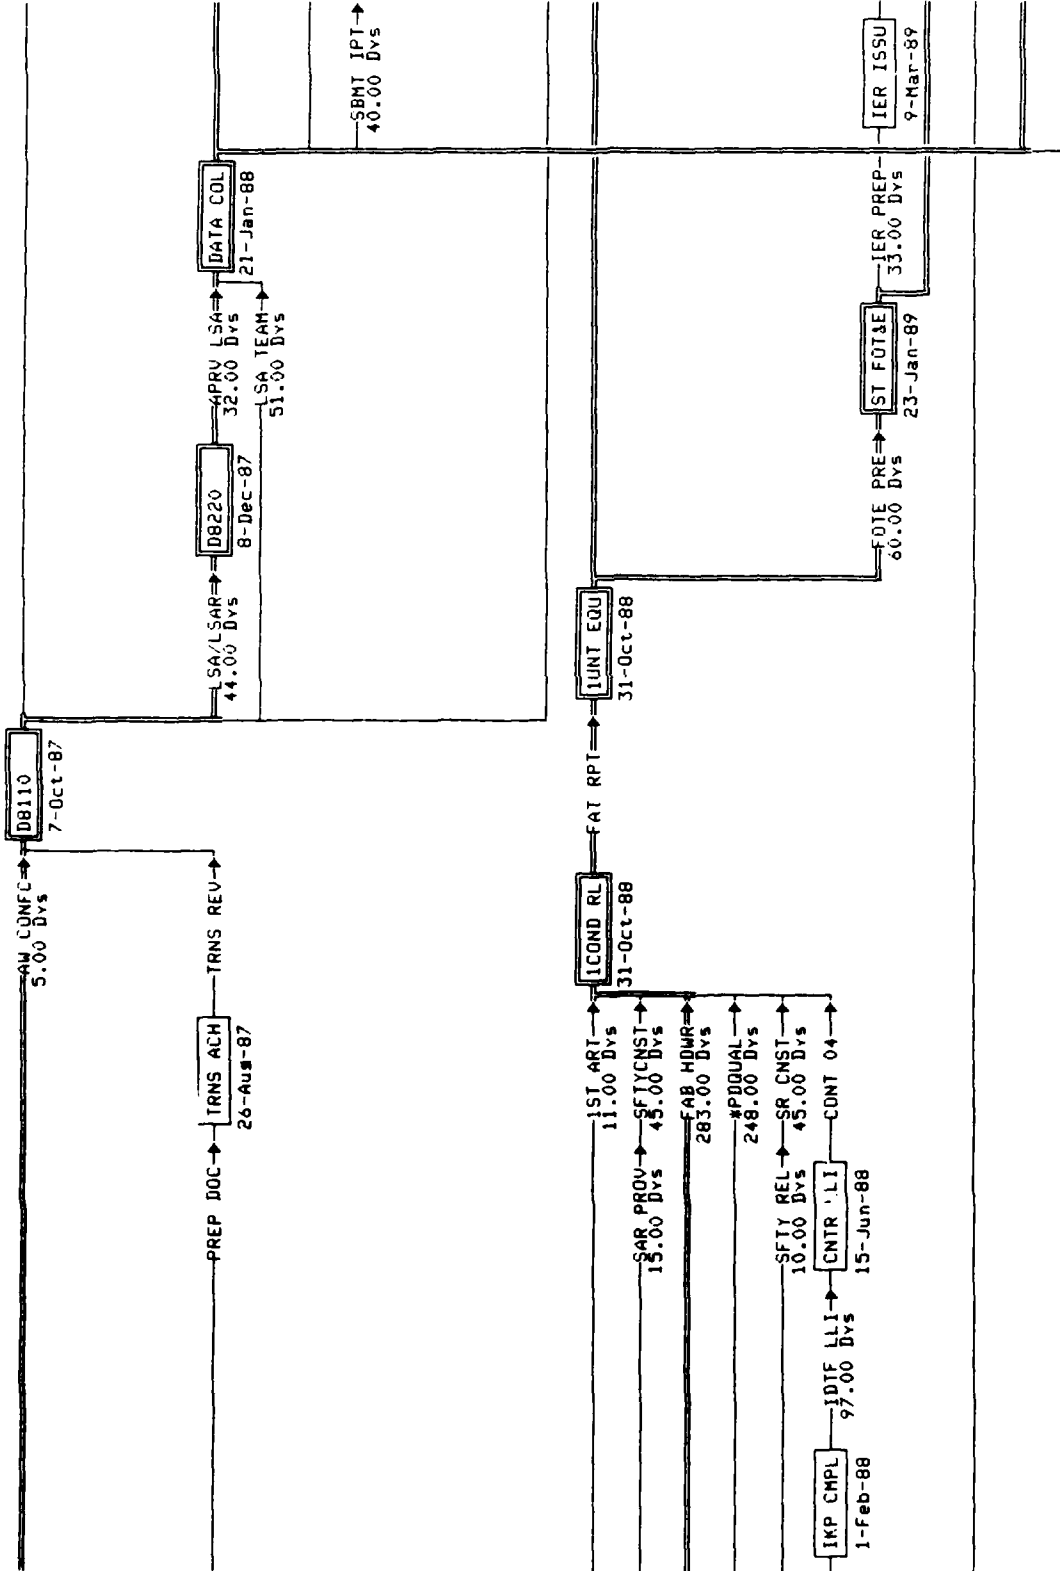 AW CONFC
5.00 Dys
D8110
7-Oct-87
PREP DOC
TRNS ACH
26-Aug-87
TRNS REV
LSA/LSAR
44.00 Dys
D8220
8-Dec-87
APRV LSA
32.00 Dys
DATA COL
21-Jan-88
LSA TEAM
51.00 Dys
SBMT IPT
40.00 Dys
1ST ART
11.00 Dys
SAR PROV
15.00 Dys
SFTYCNST
45.00 Dys
FAB HDWR
283.00 Dys
*PDQUAL
248.00 Dys
SFTY REL
10.00 Dys
SR CNST
45.00 Dys
IKP CMPL
1-Feb-88
IDTF LLI
97.00 Dys
CNTR LLI
15-Jun-88
CONT 04
1COND RL
31-Oct-88
FAT RPT
1UNT EQU
31-Oct-88
FOTE PRE
60.00 Dys
ST FOT&E
23-Jan-89
IER PREP
33.00 Dys
IER ISSU
9-Mar-89